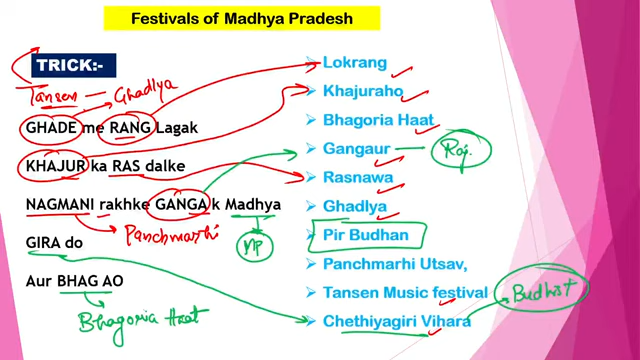 Festivals of Madhya Pradesh
TRICK:-
Tansen — Ghadlya
GHADE me RANG Lagak
KHAJUR ka RAS dalke
NAGMANI rakhke GANGA k Madhya
Panchmarhi
MP
GIRA do
Aur BHAG AO
Bhagoria Haat
Lokrang
Khajuraho
Bhagoria Haat
Gangaur
Raj.
Rasnawa
Ghadlya
Pir Budhan
Panchmarhi Utsav,
Tansen Music festival
Chethiyagiri Vihara
Budhst